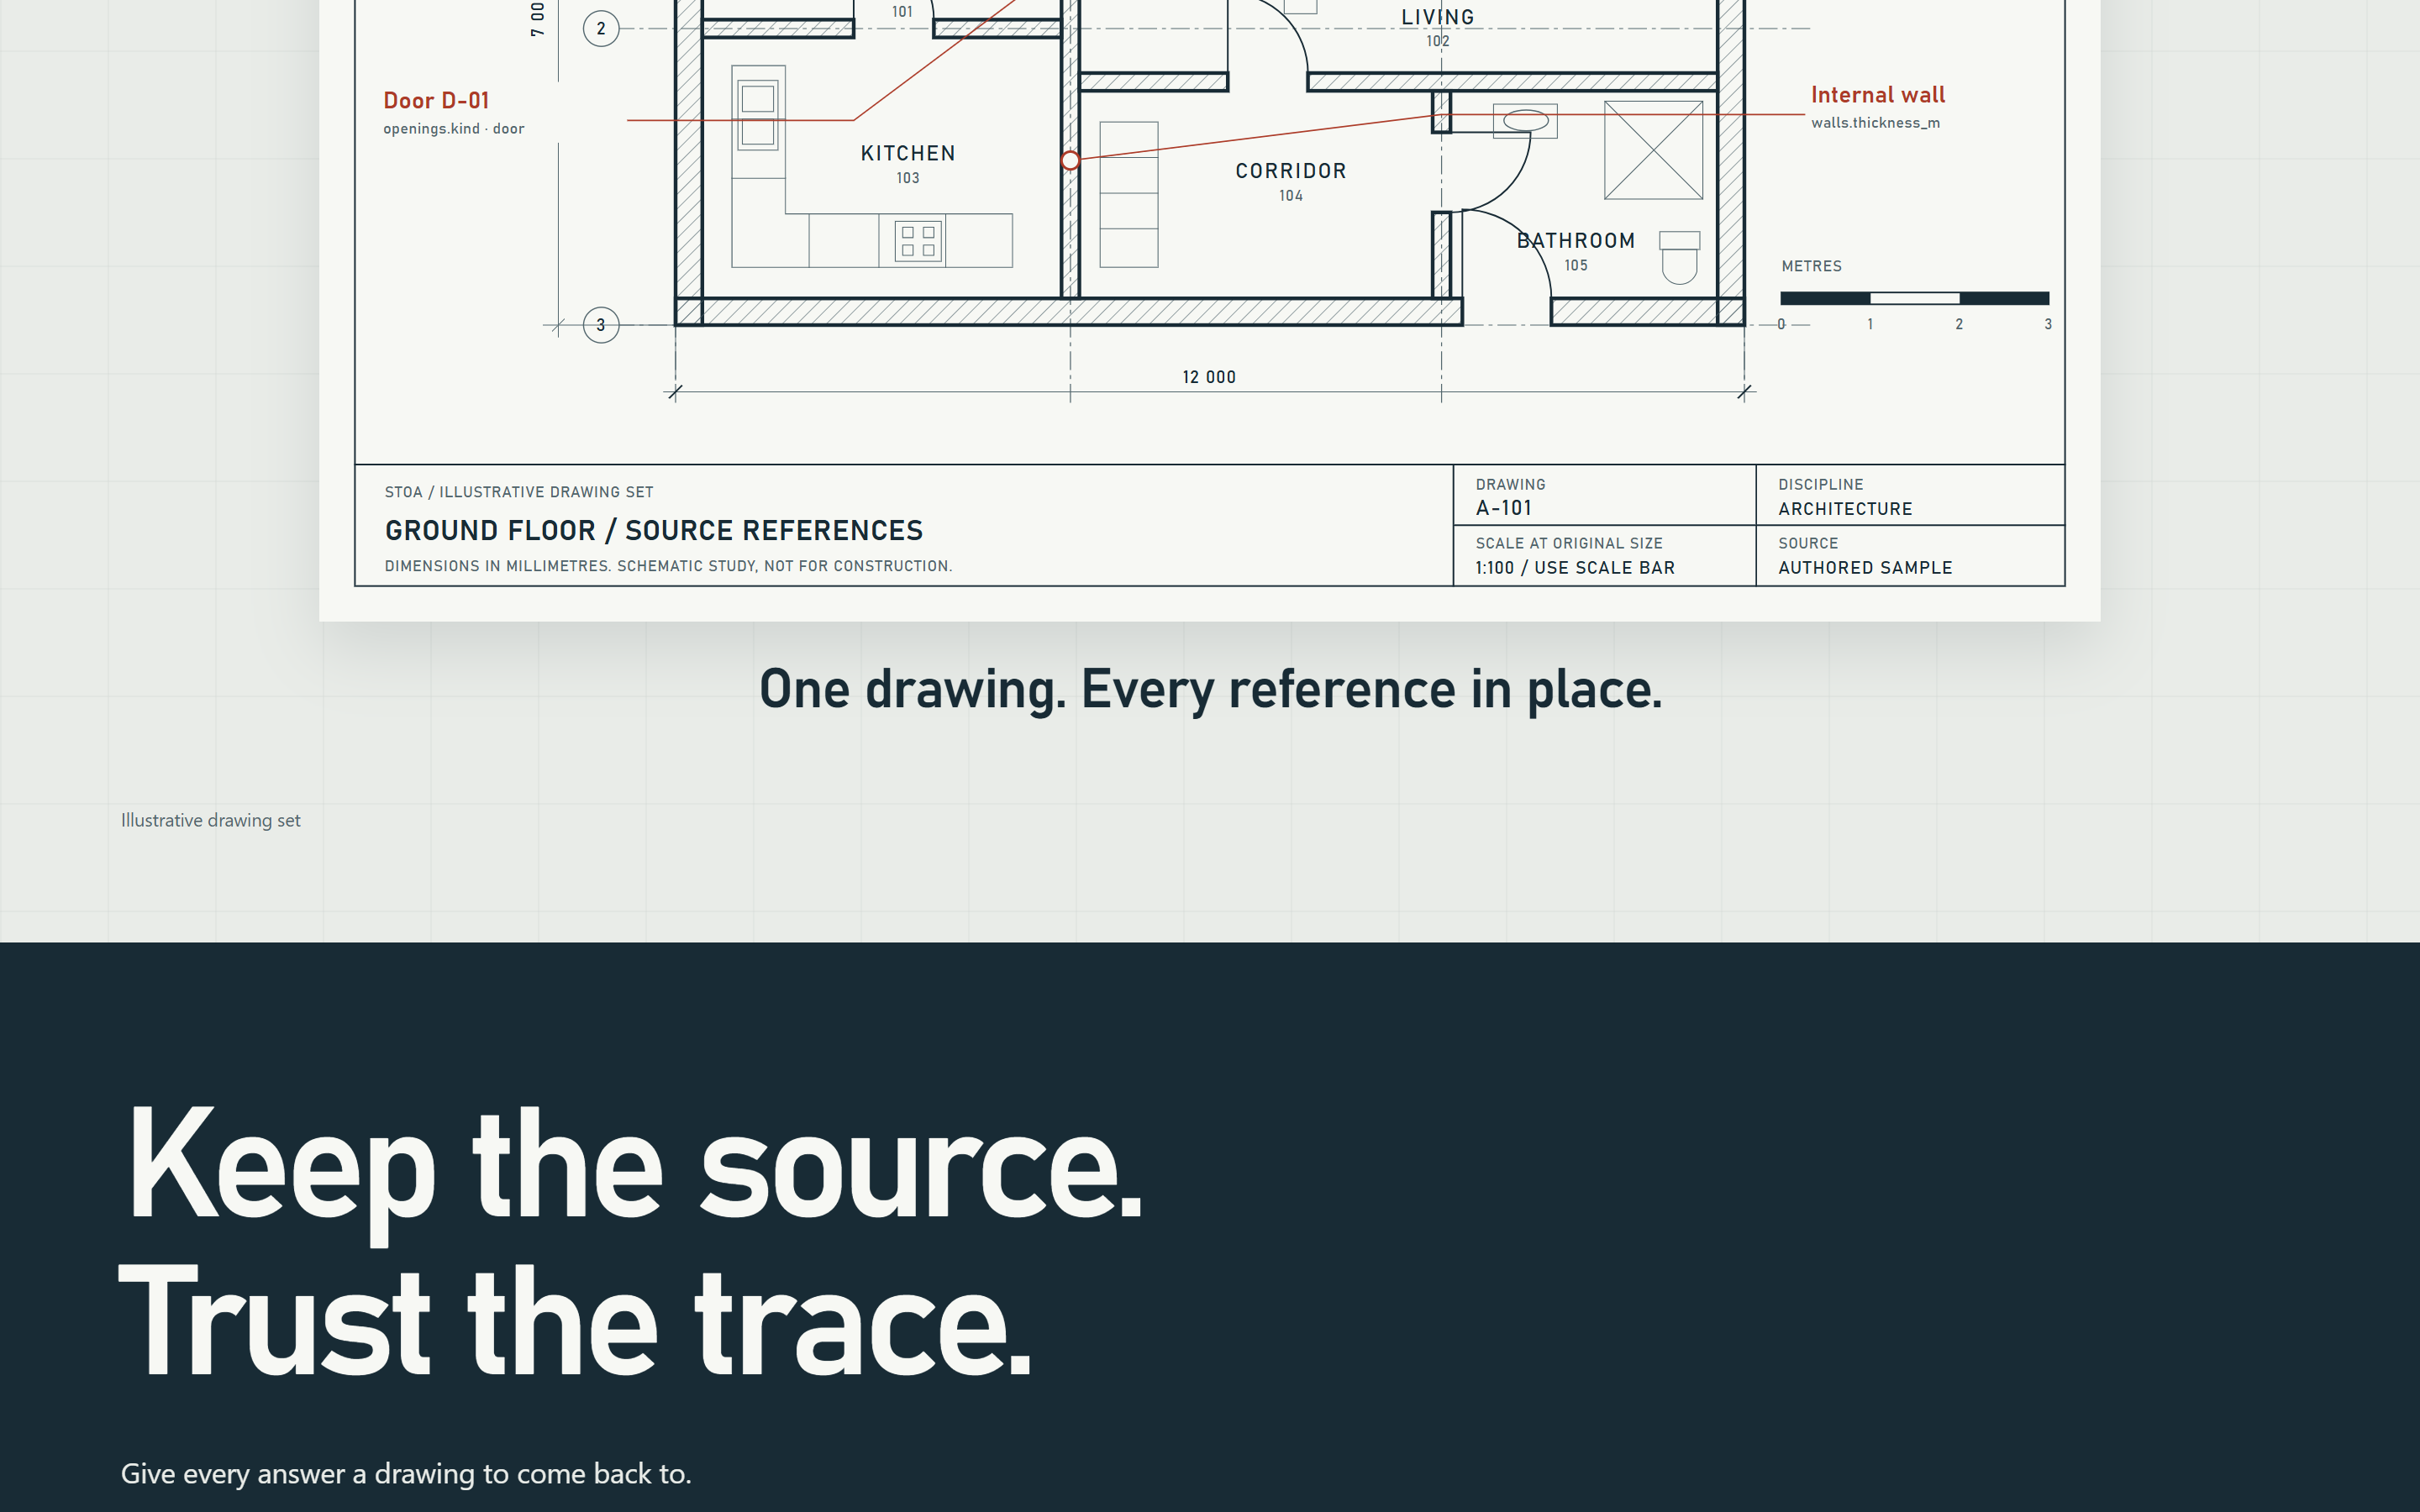 101
LIVING
102
2
7 00
Door D-01
openings.kind · door
Internal wall
walls.thickness_m
KITCHEN
103
CORRIDOR
104
BATHROOM
105
METRES
0 1 2 3
3
12 000
STOA / ILLUSTRATIVE DRAWING SET
GROUND FLOOR / SOURCE REFERENCES
DIMENSIONS IN MILLIMETRES. SCHEMATIC STUDY, NOT FOR CONSTRUCTION.
DRAWING
A-101
DISCIPLINE
ARCHITECTURE
SCALE AT ORIGINAL SIZE
1:100 / USE SCALE BAR
SOURCE
AUTHORED SAMPLE
One drawing. Every reference in place.
Illustrative drawing set
Keep the source.
Trust the trace.
Give every answer a drawing to come back to.